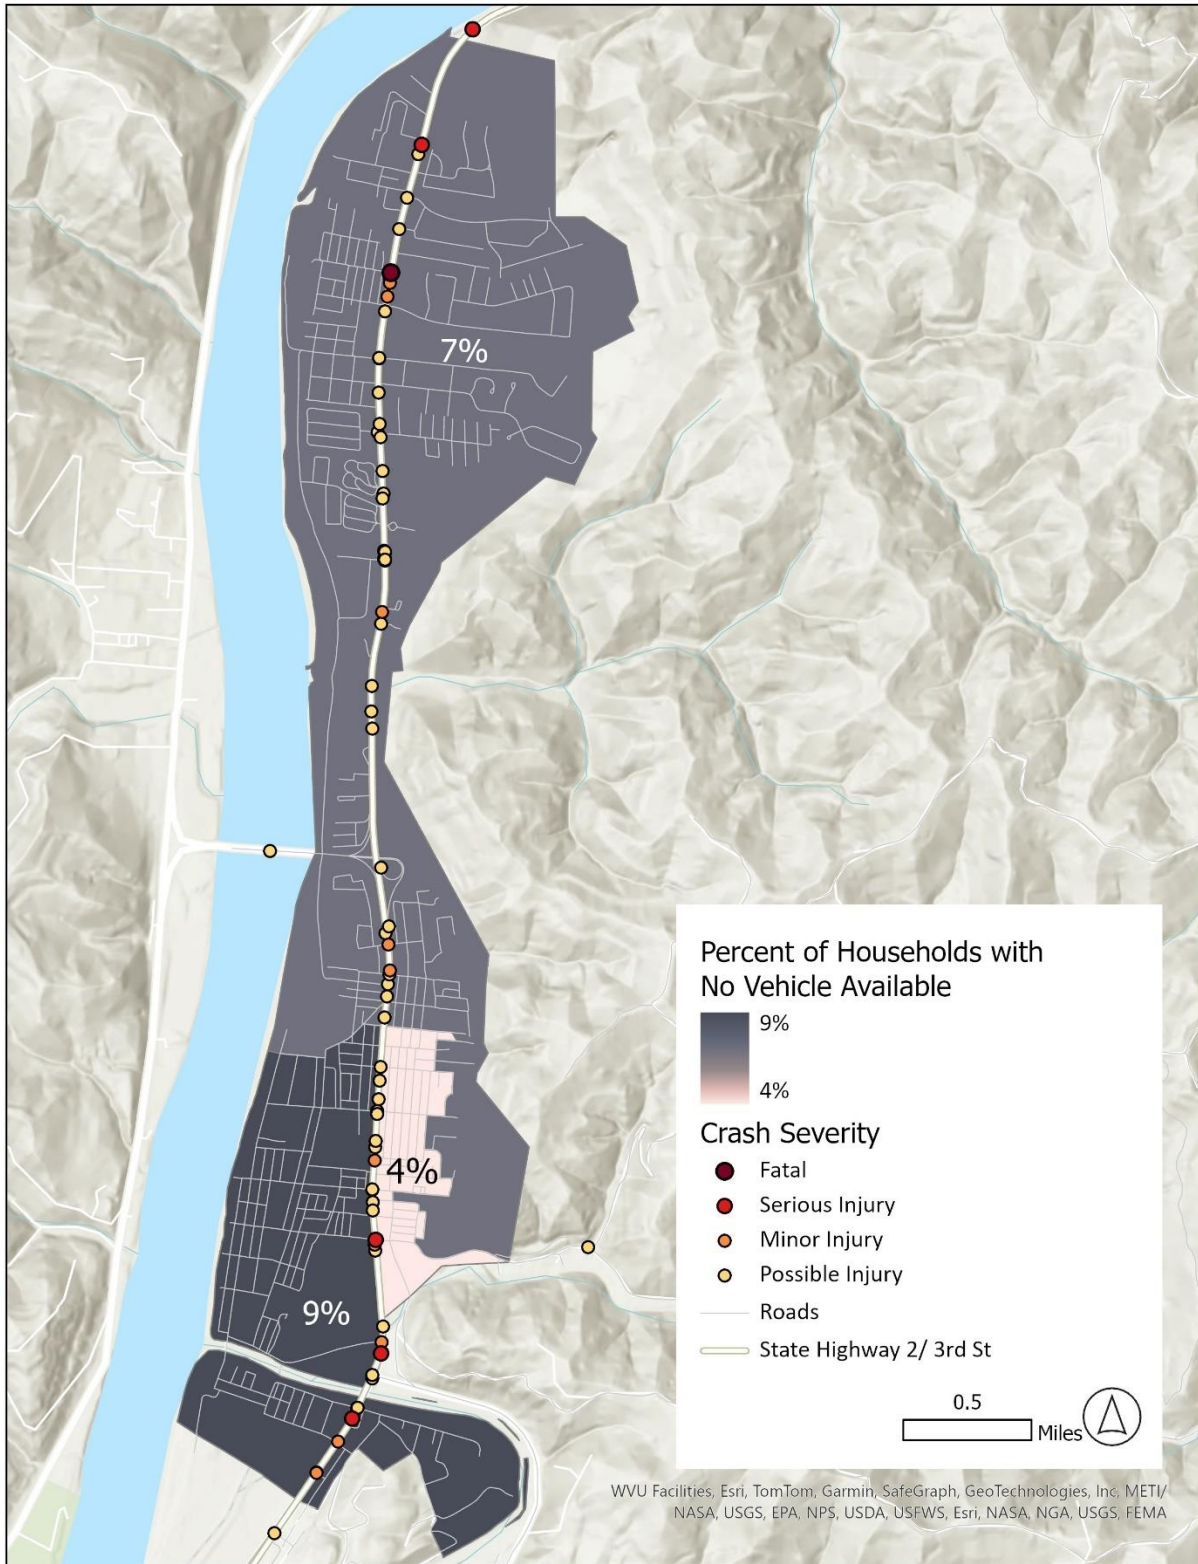 7%
4%
9%
Percent of Households with
No Vehicle Available
9%
4%
Crash Severity
Fatal
Serious Injury
Minor Injury
Possible Injury
Roads
State Highway 2/ 3rd St
0.5
Miles
WVU Facilities, Esri, TomTom, Garmin, SafeGraph, GeoTechnologies, Inc, METI/
NASA, USGS, EPA, NPS, USDA, USFWS, Esri, NASA, NGA, USGS, FEMA